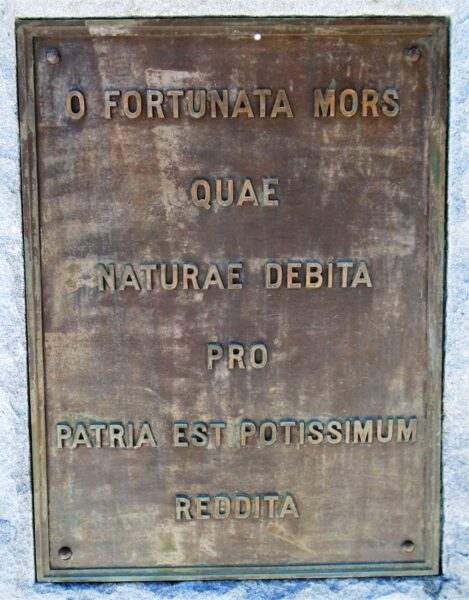 O FORTUNATA MORS
QUAE
NATURAE DEBITA
PRO
PATRIA EST POTISSIMUM
REDDITA